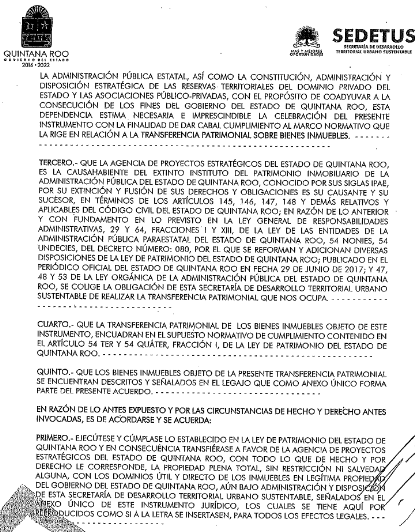 QUINTANA ROO
GOBIERNO DEL ESTADO
2016 • 2022
SEDETUS
SECRETARÍA DE DESARROLLO
TERRITORIAL URBANO SUSTENTABLE
LA ADMINISTRACIÓN PÚBLICA ESTATAL, ASÍ COMO LA CONSTITUCIÓN, ADMINISTRACIÓN Y
DISPOSICIÓN ESTRATÉGICA DE LAS RESERVAS TERRITORIALES DEL DOMINIO PRIVADO DEL
ESTADO Y LAS ASOCIACIONES PÚBLICO-PRIVADAS, CON EL PROPÓSITO DE COADYUVAR A LA
CONSECUCIÓN DE LOS FINES DEL GOBIERNO DEL ESTADO DE QUINTANA ROO, ESTA
DEPENDENCIA ESTIMA NECESARIA E IMPRESCINDIBLE LA CELEBRACIÓN DEL PRESENTE
INSTRUMENTO CON LA FINALIDAD DE DAR CABAL CUMPLIMIENTO AL MARCO NORMATIVO QUE
LA RIGE EN RELACIÓN A LA TRANSFERENCIA PATRIMONIAL SOBRE BIENES INMUEBLES.
TERCERO.- QUE LA AGENCIA DE PROYECTOS ESTRATÉGICOS DEL ESTADO DE QUINTANA ROO,
ES LA CAUSAHABIENTE DEL EXTINTO INSTITUTO DEL PATRIMONIO INMOBILIARIO DE LA
ADMINISTRACIÓN PÚBLICA DEL ESTADO DE QUINTANA ROO, CONOCIDO POR SUS SIGLAS IPAE,
POR SU EXTINCIÓN Y FUSIÓN DE SUS DERECHOS Y OBLIGACIONES ES SU CAUSANTE Y SU
SUCESOR, EN TÉRMINOS DE LOS ARTÍCULOS 145, 146, 147, 148 Y DEMÁS RELATIVOS Y
APLICABLES DEL CÓDIGO CIVIL DEL ESTADO DE QUINTANA ROO; EN RAZÓN DE LO ANTERIOR
Y CON FUNDAMENTO EN LO PREVISTO EN LA LEY GENERAL DE RESPONSABILIDADES
ADMINISTRATIVAS, 29 Y 64, FRACCIONES I Y XIII, DE LA LEY DE LAS ENTIDADES DE LA
ADMINISTRACIÓN PÚBLICA PARAESTATAL DEL ESTADO DE QUINTANA ROO, 54 NONIES, 54
UNDECIES, DEL DECRETO NÚMERO: 080, POR EL QUE SE REFORMAN Y ADICIONAN DIVERSAS
DISPOSICIONES DE LA LEY DE PATRIMONIO DEL ESTADO DE QUINTANA ROO; PUBLICADO EN EL
PERIÓDICO OFICIAL DEL ESTADO DE QUINTANA ROO EN FECHA 29 DE JUNIO DE 2017; Y 47,
48 Y 53 DE LA LEY ORGÁNICA DE LA ADMINISTRACIÓN PÚBLICA DEL ESTADO DE QUINTANA
ROO, SE COLIGE LA OBLIGACIÓN DE ESTA SECRETARÍA DE DESARROLLO TERRITORIAL URBANO
SUSTENTABLE DE REALIZAR LA TRANSFERENCIA PATRIMONIAL QUE NOS OCUPA.
CUARTO.- QUE LA TRANSFERENCIA PATRIMONIAL DE LOS BIENES INMUEBLES OBJETO DE ESTE
INSTRUMENTO, ENCUADRAN EN EL SUPUESTO NORMATIVO DE CUMPLIMIENTO CONTENIDO EN
EL ARTÍCULO 54 TER Y 54 QUÁTER, FRACCIÓN I, DE LA LEY DE PATRIMONIO DEL ESTADO DE
QUINTANA ROO.
QUINTO.- QUE LOS BIENES INMUEBLES OBJETO DE LA PRESENTE TRANSFERENCIA PATRIMONIAL
SE ENCUENTRAN DESCRITOS Y SEÑALADOS EN EL LEGAJO QUE COMO ANEXO ÚNICO FORMA
PARTE DEL PRESENTE ACUERDO.
EN RAZÓN DE LO ANTES EXPUESTO Y POR LAS CIRCUNSTANCIAS DE HECHO Y DERECHO ANTES
INVOCADAS, ES DE ACORDARSE Y SE ACUERDA:
PRIMERO.- EJECÚTESE Y CÚMPLASE LO ESTABLECIDO EN LA LEY DE PATRIMONIO DEL ESTADO DE
QUINTANA ROO Y EN CONSECUENCIA TRANSFIÉRASE A FAVOR DE LA AGENCIA DE PROYECTOS
ESTRATÉGICOS DEL ESTADO DE QUINTANA ROO, CON TODO LO QUE DE HECHO Y POR
DERECHO LE CORRESPONDE, LA PROPIEDAD PLENA TOTAL, SIN RESTRICCIÓN NI SALVEDAD
ALGUNA, CON LOS DOMINIOS ÚTIL Y DIRECTO DE LOS INMUEBLES EN LEGÍTIMA PROPIEDAD
DEL GOBIERNO DEL ESTADO DE QUINTANA ROO, AÚN BAJO ADMINISTRACIÓN Y DISPOSICIÓN
DE ESTA SECRETARÍA DE DESARROLLO TERRITORIAL URBANO SUSTENTABLE, SEÑALADOS EN EL
ANEXO ÚNICO DE ESTE INSTRUMENTO JURÍDICO, LOS CUALES SE TIENE AQUÍ POR
REPRODUCIDOS COMO SI A LA LETRA SE INSERTASEN, PARA TODOS LOS EFECTOS LEGALES.